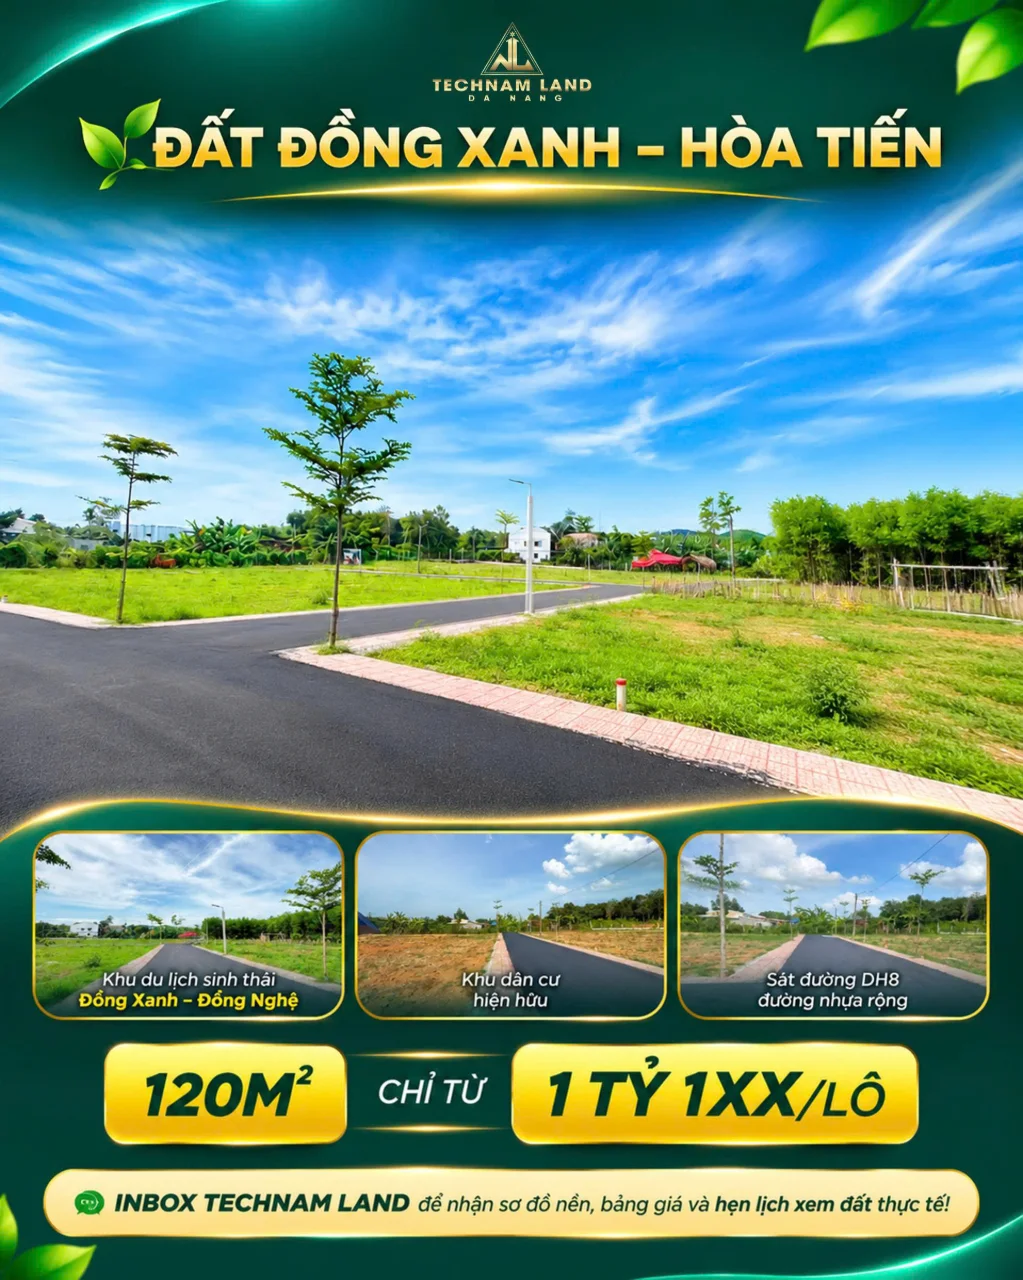 TECHNAM LAND
DA NANG
ĐẤT ĐỒNG XANH – HÒA TIẾN
Khu du lịch sinh thái
Đồng Xanh – Đồng Nghệ
Khu dân cư
hiện hữu
Sát đường DH8
đường nhựa rộng
120M²
CHỈ TỪ
1 TỶ 1XX/LÔ
INBOX TECHNAM LAND để nhận sơ đồ nền, bảng giá và hẹn lịch xem đất thực tế!